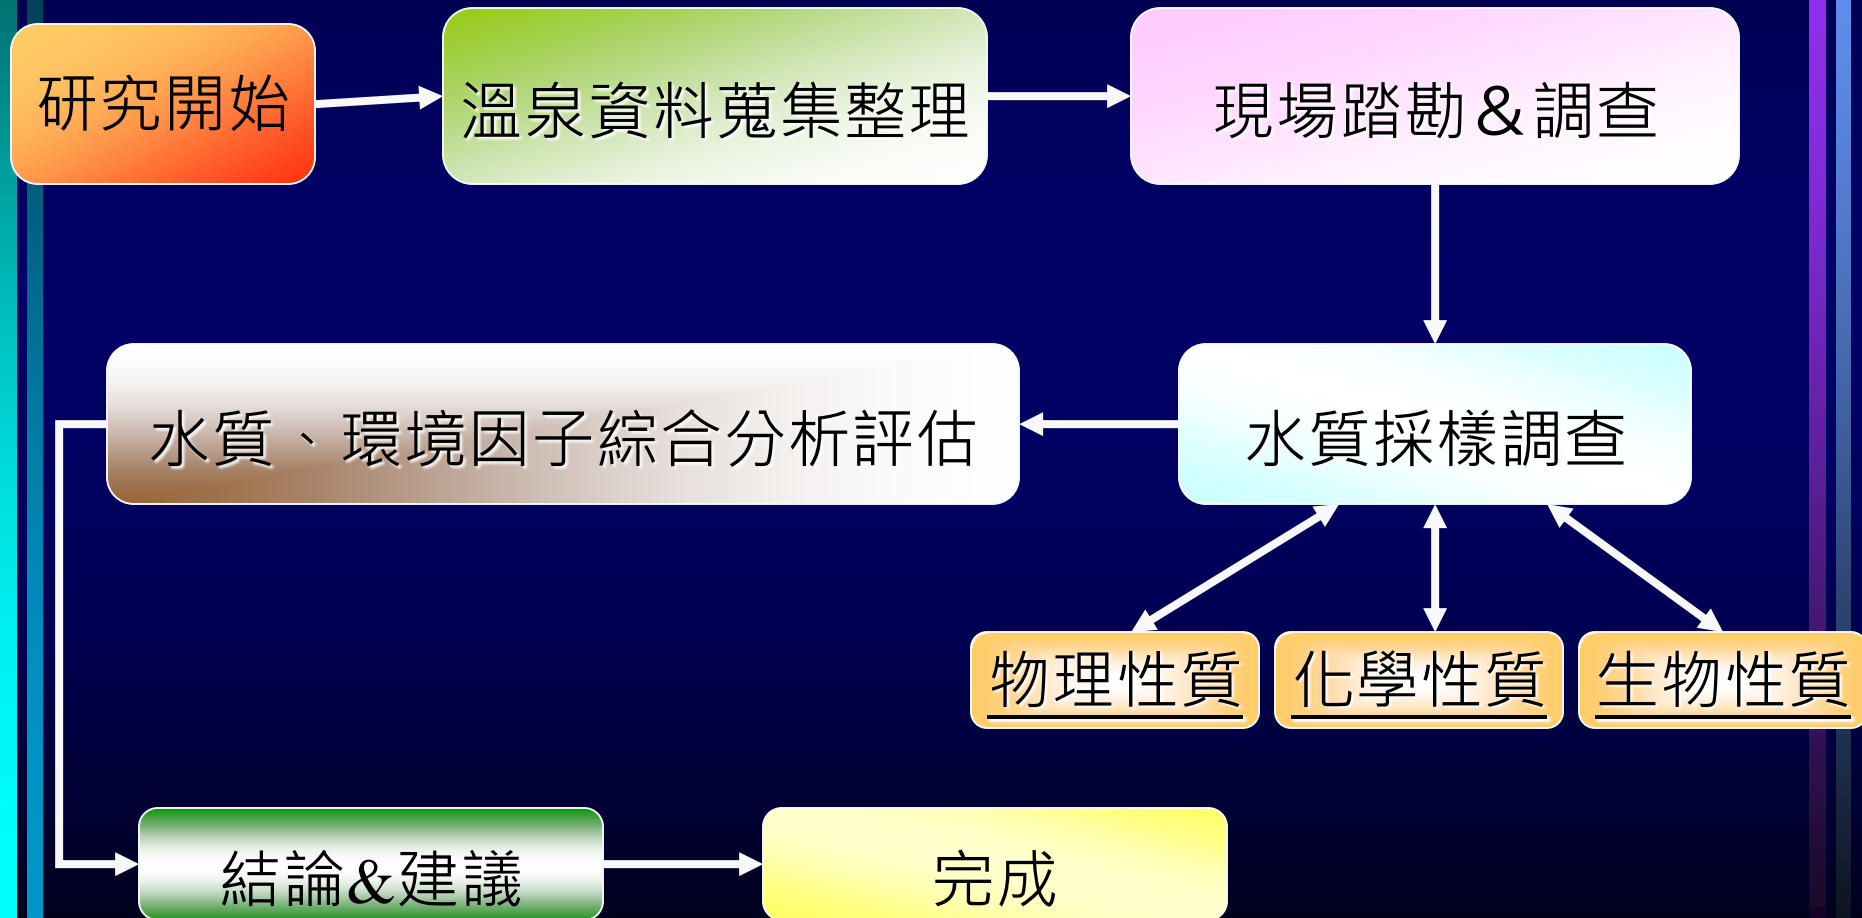 研究開始
溫泉資料蒐集整理
現場踏勘&調查
水質、環境因子綜合分析評估
水質採樣調查
物理性質
化學性質
生物性質
結論&建議
完成